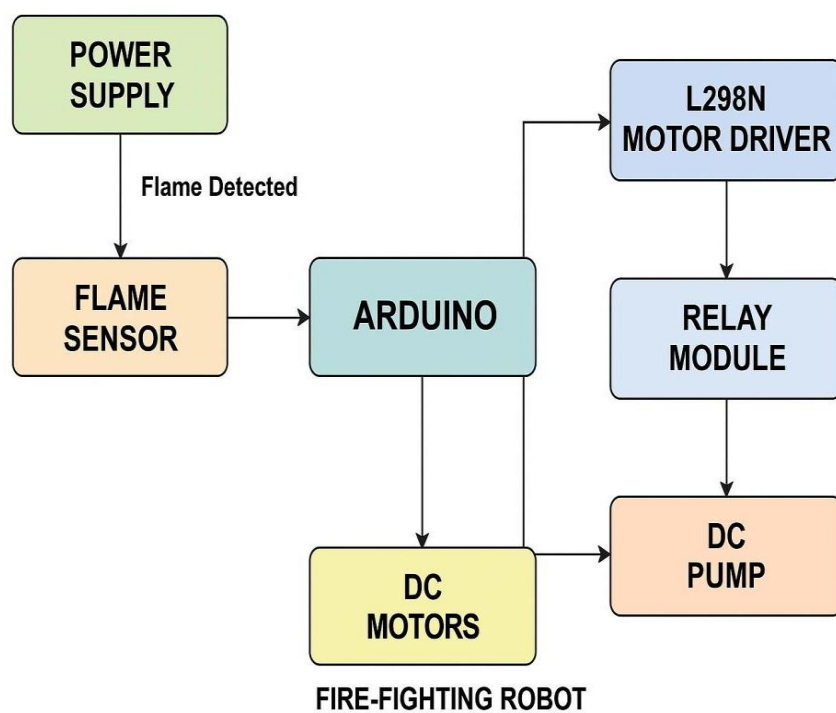 POWER
SUPPLY
Flame Detected
FLAME
SENSOR
ARDUINO
L298N
MOTOR DRIVER
RELAY
MODULE
DC
MOTORS
DC
PUMP
FIRE-FIGHTING ROBOT